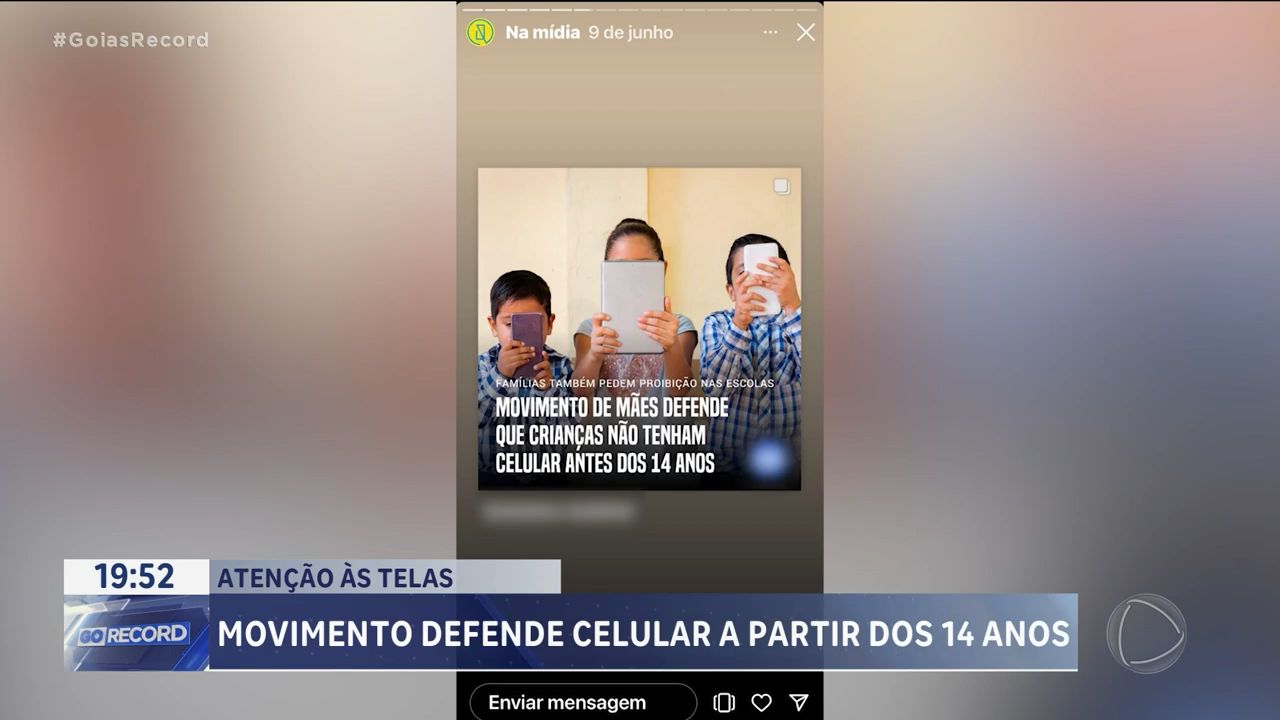 #GoiasRecord
Na mídia 9 de junho
FAMÍLIAS TAMBÉM PEDEM PROIBIÇÃO NAS ESCOLAS
MOVIMENTO DE MÃES DEFENDE
QUE CRIANÇAS NÃO TENHAM
CELULAR ANTES DOS 14 ANOS
19:52
ATENÇÃO ÀS TELAS
GO RECORD
MOVIMENTO DEFENDE CELULAR A PARTIR DOS 14 ANOS
Enviar mensagem